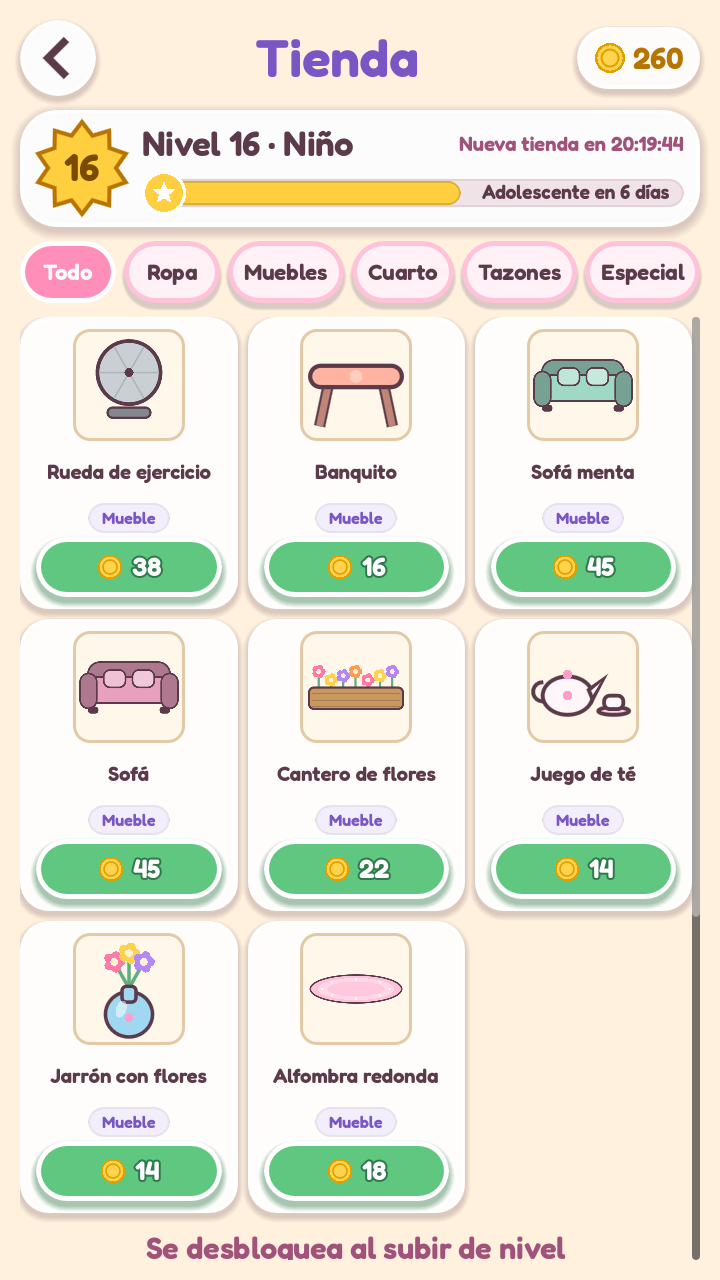 Tienda
260
16
Nivel 16 · Niño
Nueva tienda en 20:19:44
Adolescente en 6 días
Todo
Ropa
Muebles
Cuarto
Tazones
Especial
Rueda de ejercicio
Mueble
38
Banquito
Mueble
16
Sofá menta
Mueble
45
Sofá
Mueble
45
Cantero de flores
Mueble
22
Juego de té
Mueble
14
Jarrón con flores
Mueble
14
Alfombra redonda
Mueble
18
Se desbloquea al subir de nivel